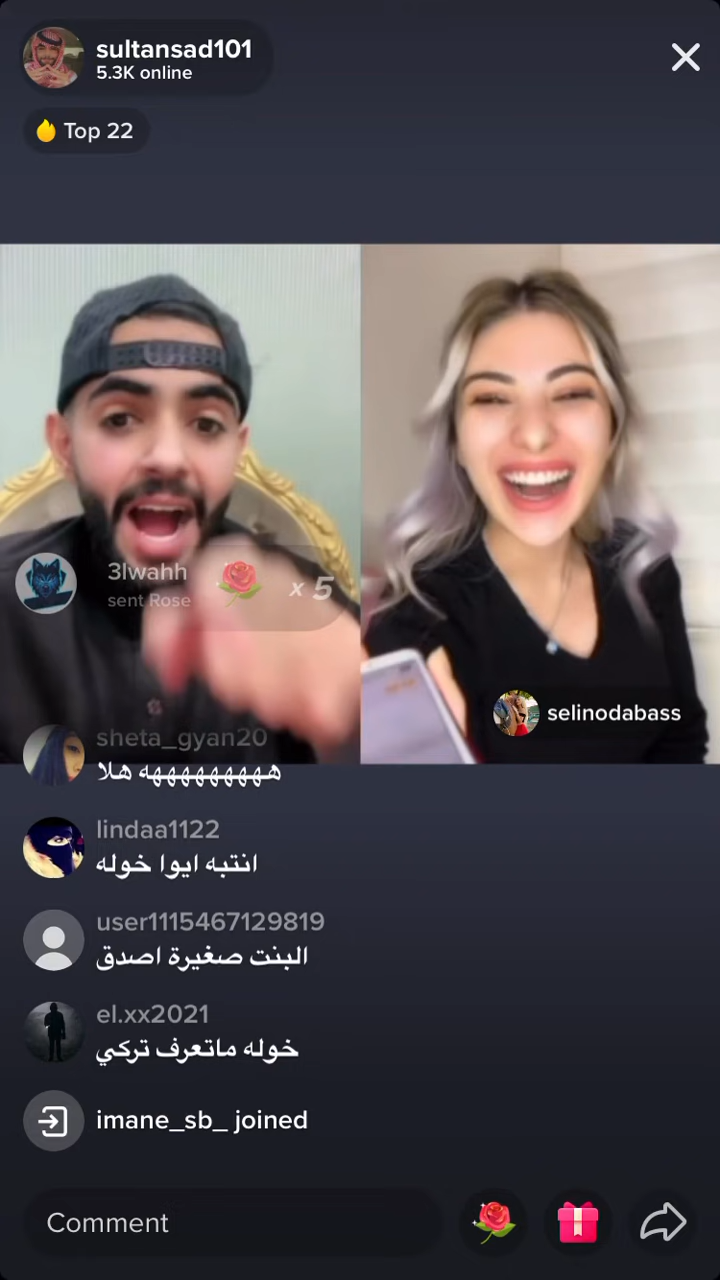 sultansad101
5.3K online
Top 22
3lwahh
sent Rose
x 5
selinodabass
sheta_gyan20
هههههههههه هلا
lindaa1122
انتبه ايوا خوله
user1115467129819
البنت صغيرة اصدق
el.xx2021
خوله ماتعرف تركي
imane_sb_ joined
Comment